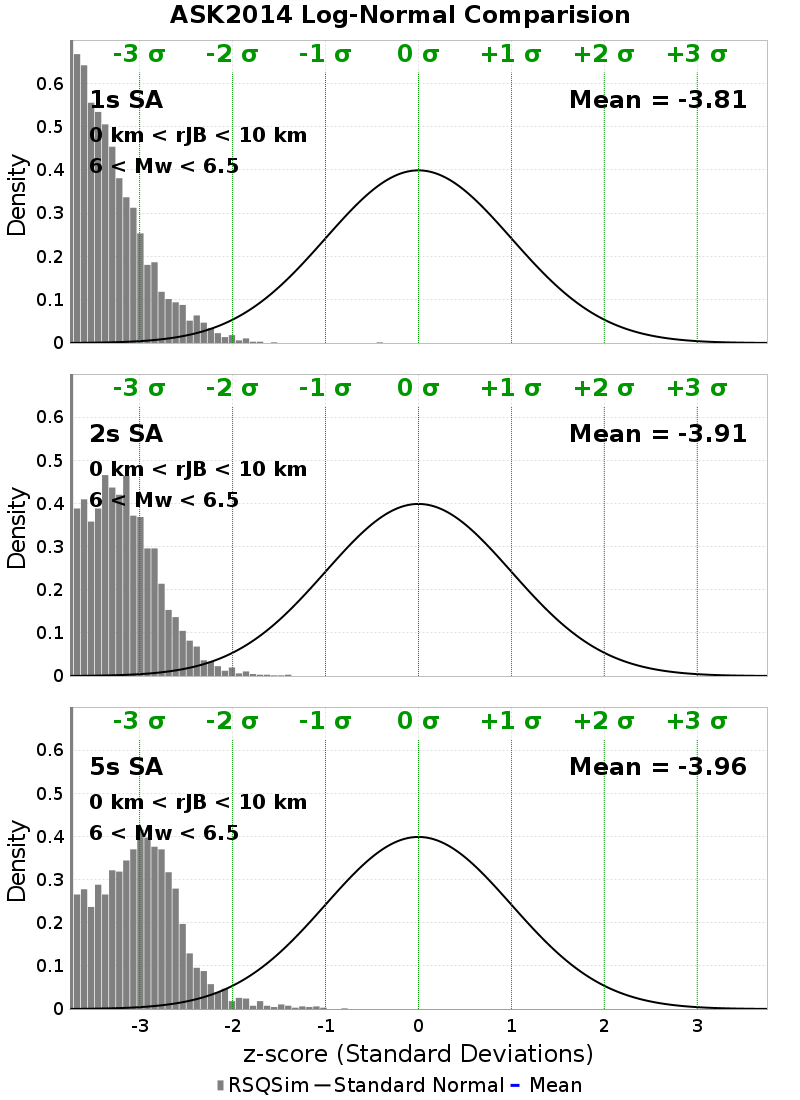 ASK2014 Log-Normal Comparision
-3 σ -2 σ -1 σ 0 σ +1 σ +2 σ +3 σ
1s SA Mean = -3.81
0 km < rJB < 10 km
6 < Mw < 6.5
0.6
0.5
0.4
0.3
0.2
0.1
0
Density
-3 σ -2 σ -1 σ 0 σ +1 σ +2 σ +3 σ
2s SA Mean = -3.91
0 km < rJB < 10 km
6 < Mw < 6.5
0.6
0.5
0.4
0.3
0.2
0.1
0
Density
-3 σ -2 σ -1 σ 0 σ +1 σ +2 σ +3 σ
5s SA Mean = -3.96
0 km < rJB < 10 km
6 < Mw < 6.5
0.6
0.5
0.4
0.3
0.2
0.1
0
Density
-3 -2 -1 0 1 2 3
z-score (Standard Deviations)
RSQSim Standard Normal Mean